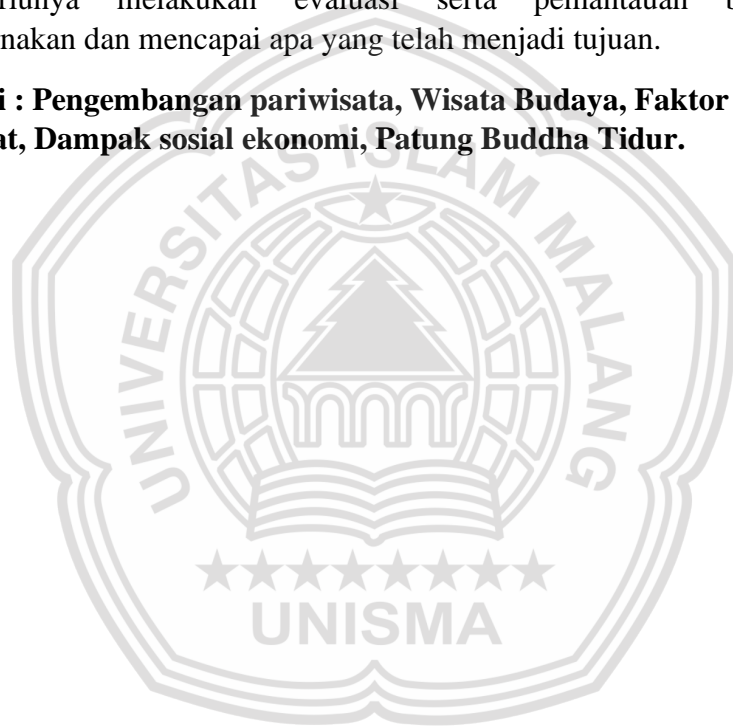 melakukan evaluasi serta pemantauan
nakan dan mencapai apa yang telah menjadi tujuan.
i : Pengembangan pariwisata, Wisata Budaya, Faktor
at, Dampak sosial ekonomi, Patung Buddha Tidur.
UNIVERSITAS ISLAM MALANG
UNISMA